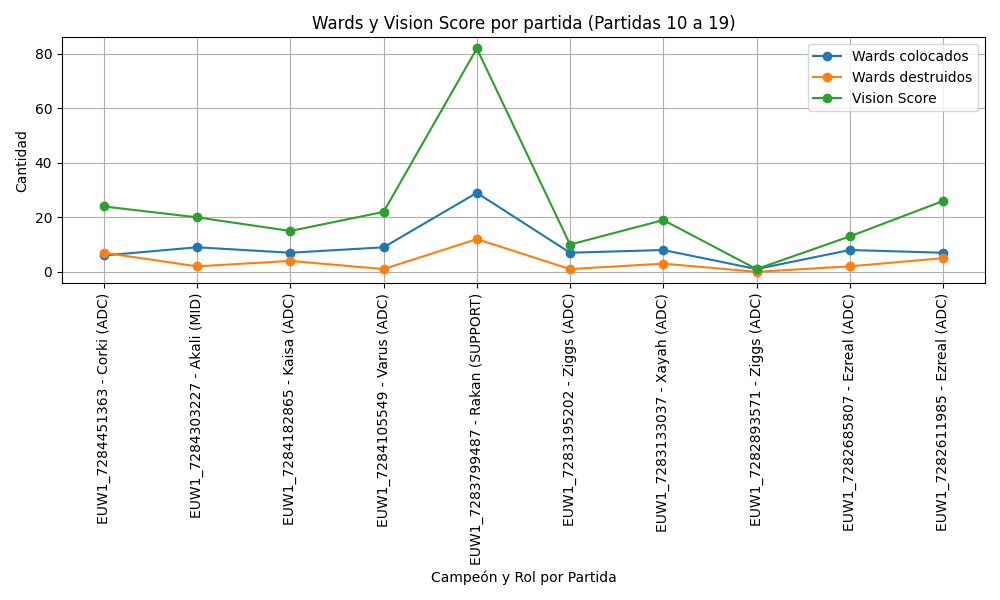 Wards y Vision Score por partida (Partidas 10 a 19)
Wards colocados
Wards destruidos
Vision Score
Cantidad
80
60
40
20
0
EUW1_7284451363 - Corki (ADC)
EUW1_7284303227 - Akali (MID)
EUW1_7284182865 - Kaisa (ADC)
EUW1_7284105549 - Varus (ADC)
EUW1_7283799487 - Rakan (SUPPORT)
EUW1_7283195202 - Ziggs (ADC)
EUW1_7283133037 - Xayah (ADC)
EUW1_7282893571 - Ziggs (ADC)
EUW1_7282685807 - Ezreal (ADC)
EUW1_7282611985 - Ezreal (ADC)
Campeón y Rol por Partida